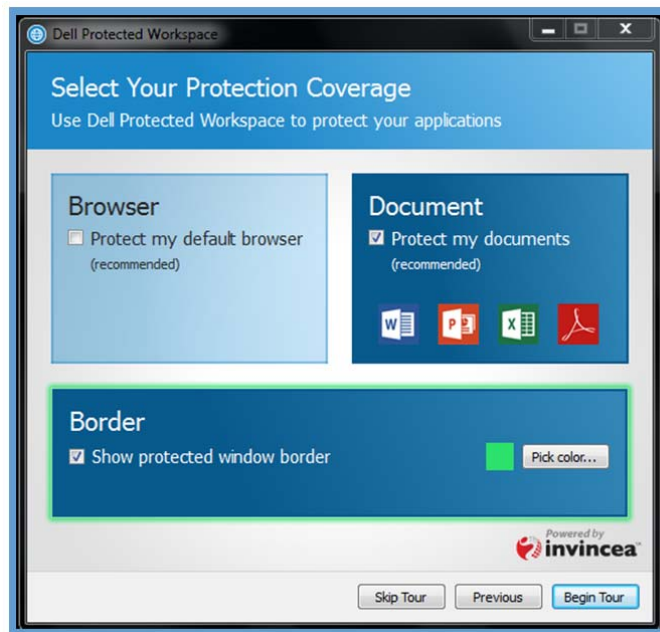 Dell Protected Workspace
Select Your Protection Coverage
Use Dell Protected Workspace to protect your applications
Browser
Protect my default browser
(recommended)
Document
Protect my documents
(recommended)
W P X
Border
Show protected window border
Pick color...
Powered by
invincea™
Skip Tour Previous Begin Tour